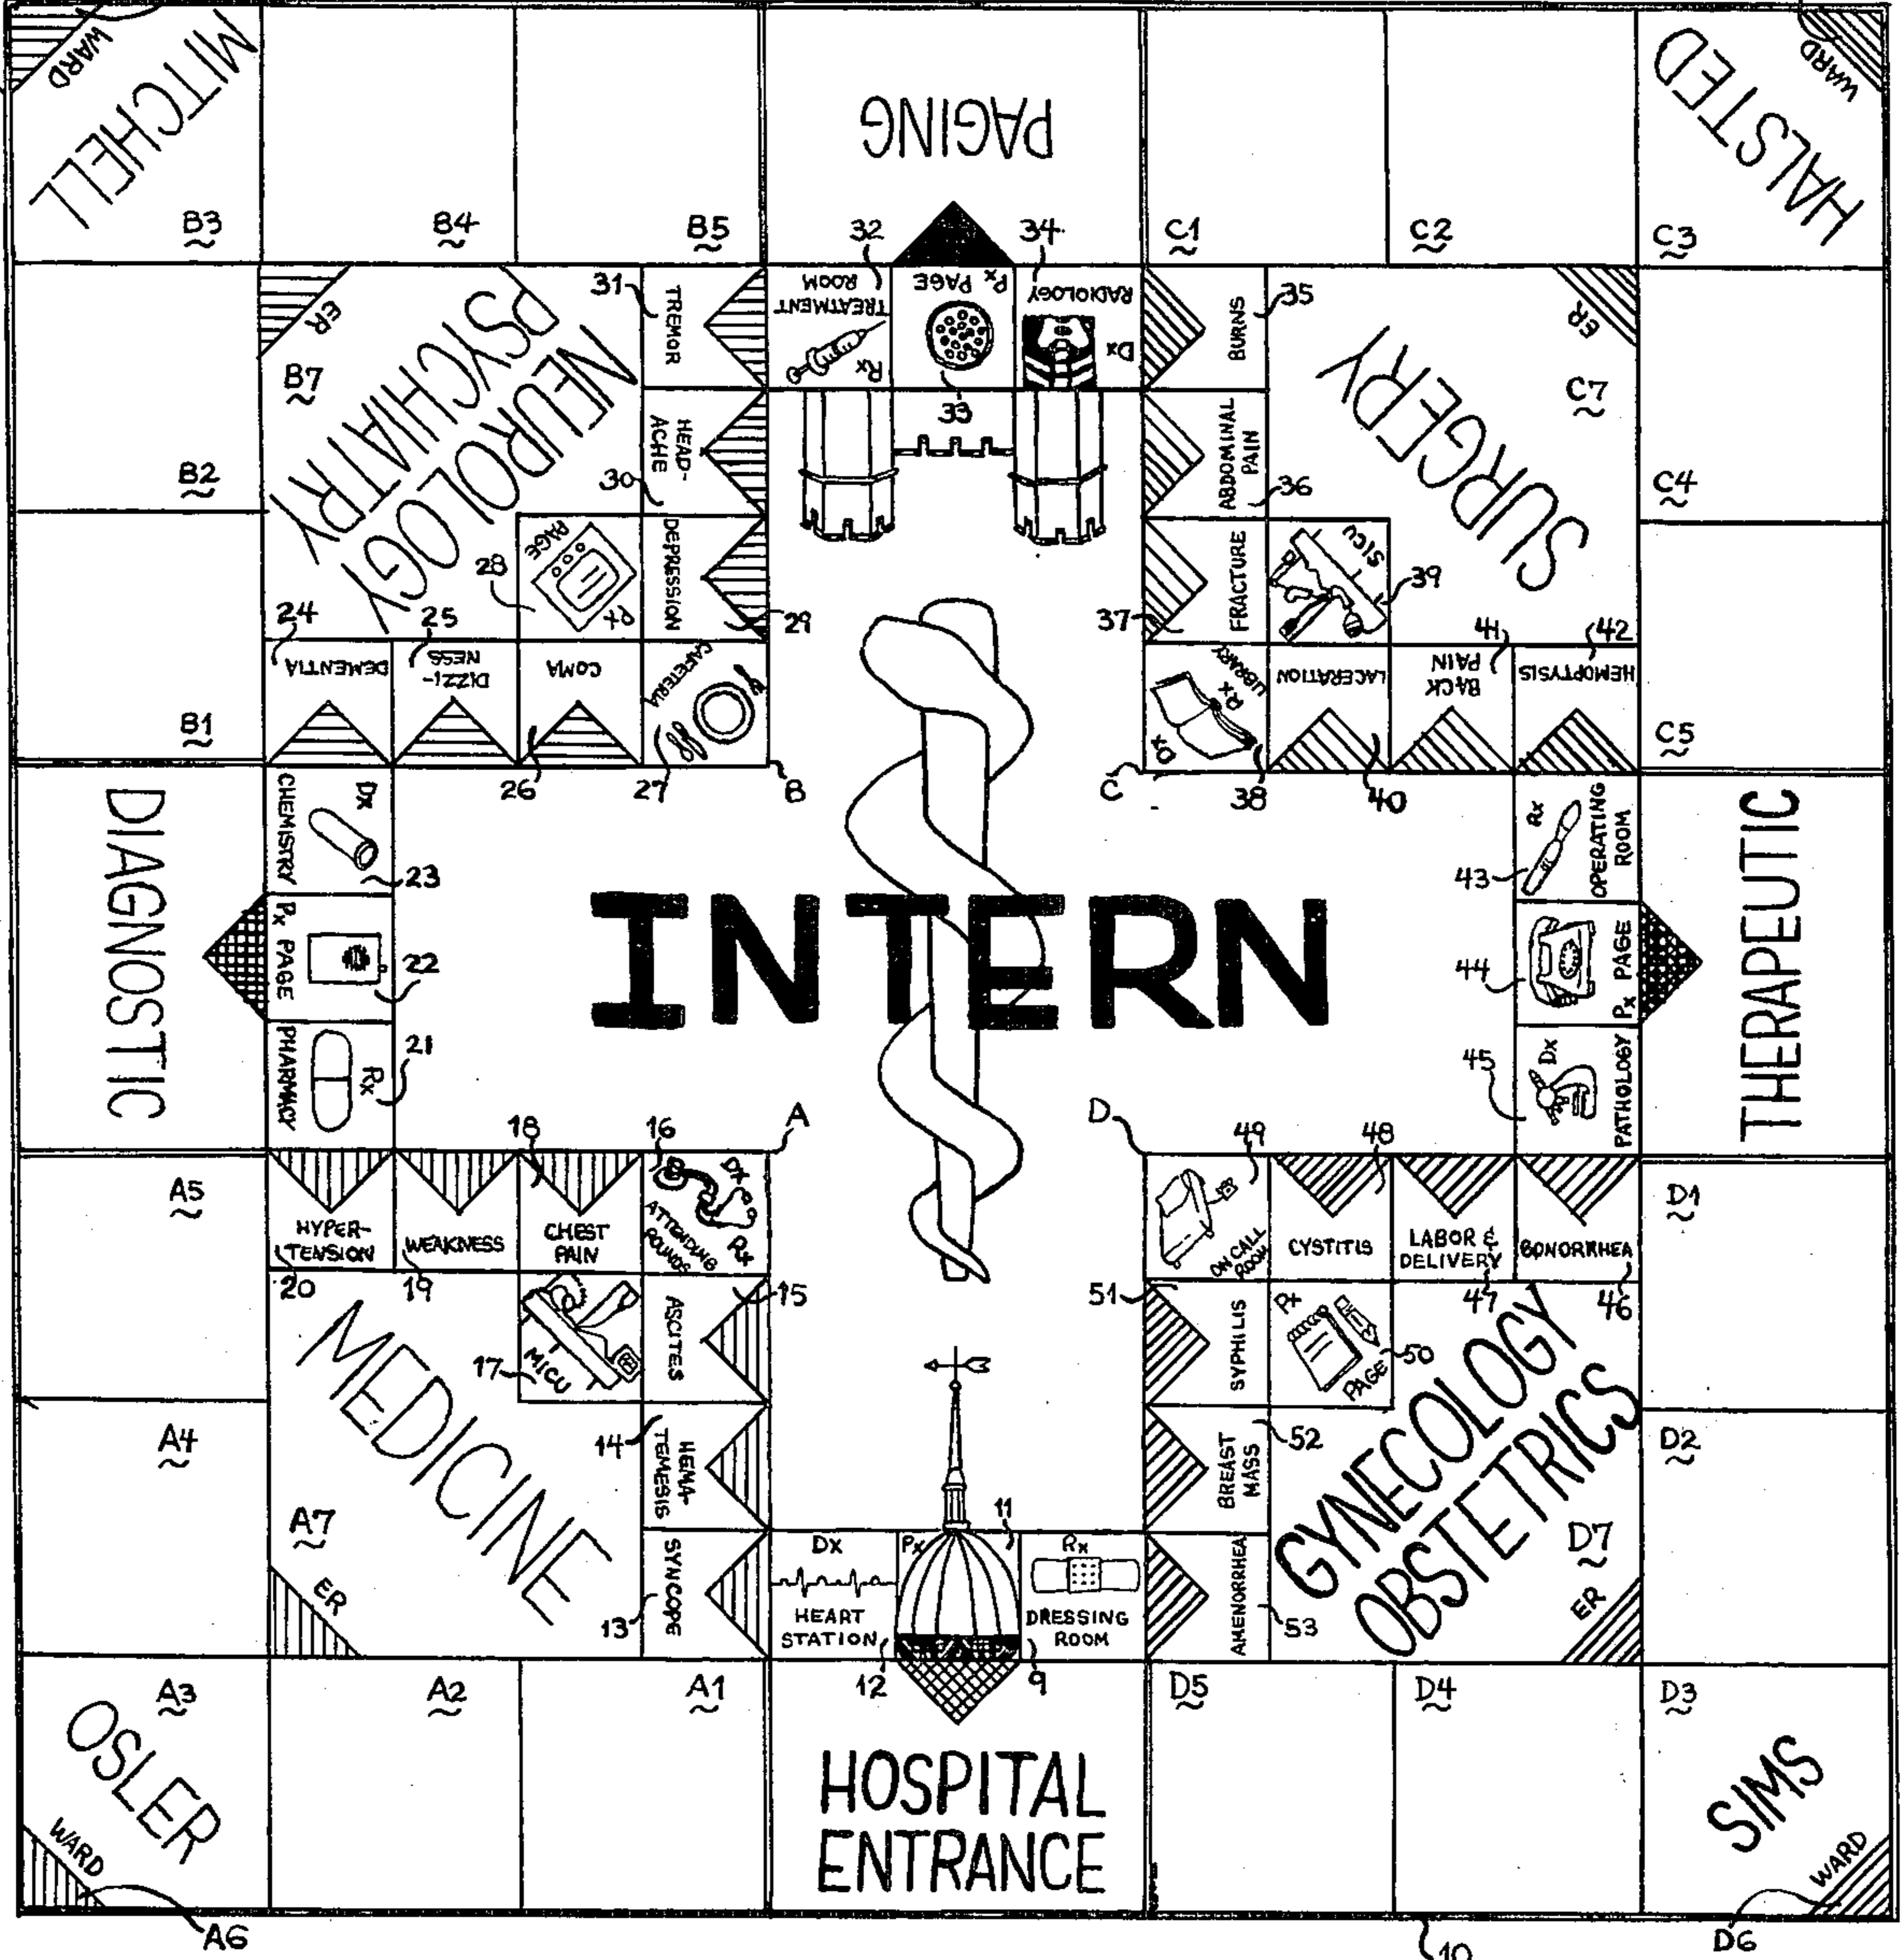 WARD
MITCHELL
PAGING
WARD
HALSTED
B3
B4
B5
32
34
C1
C2
C3
ER
NEUROLOGY
PSYCHIATRY
B7
31
TREMOR
TREATMENT
ROOM
Rx
Px
PAGE
33
RADIOLOGY
Dx
BURNS
35
ER
SURGERY
C7
B2
HEAD-
ACHE
30
ABDOMINAL
PAIN
36
C4
28
PAGE
Px
DEPRESSION
29
37
FRACTURE
SICU
39
24
25
41
42
DEMENTIA
DIZZI-
NESS
COMA
CAFETERIA
LIBRARY
Rx
Dx
LACERATION
BACK
PAIN
HEMOPTYSIS
B1
26
27
B
C
38
40
C5
DIAGNOSTIC
CHEMISTRY
Dx
23
Px PAGE
22
PHARMACY
Rx
21
INTERN
43
Rx
OPERATING
ROOM
44
Px PAGE
45
Dx
PATHOLOGY
THERAPEUTIC
A5
18
16
A
D
49
48
D1
HYPER-
TENSION
WEAKNESS
CHEST
PAIN
Dx
Rx
ATTENDING
ROUNDS
ON CALL
ROOM
CYSTITIS
LABOR &
DELIVERY
GONORRHEA
20
19
15
51
47
46
MEDICINE
17
MICU
ASCITES
SYPHILIS
Px
PAGE
50
GYNECOLOGY
OBSTETRICS
A4
14
HEMA-
TEMESIS
BREAST
MASS
52
D2
A7
ER
13
SYNCOPE
Dx
HEART
STATION
Px
11
Rx
DRESSING
ROOM
AMENORRHEA
53
D7
ER
A3
A2
A1
12
9
D5
D4
D3
OSLER
WARD
HOSPITAL
ENTRANCE
SIMS
WARD
A6
10
D6